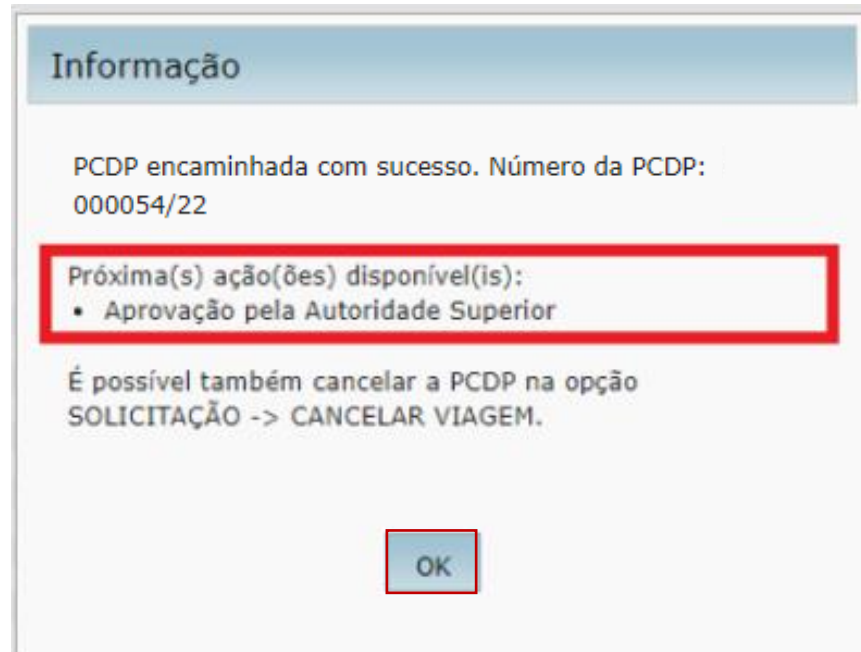 Informação
PCDP encaminhada com sucesso. Número da PCDP:
000054/22
Próxima(s) ação(ões) disponível(is):
• Aprovação pela Autoridade Superior
É possível também cancelar a PCDP na opção
SOLICITAÇÃO -> CANCELAR VIAGEM.
OK